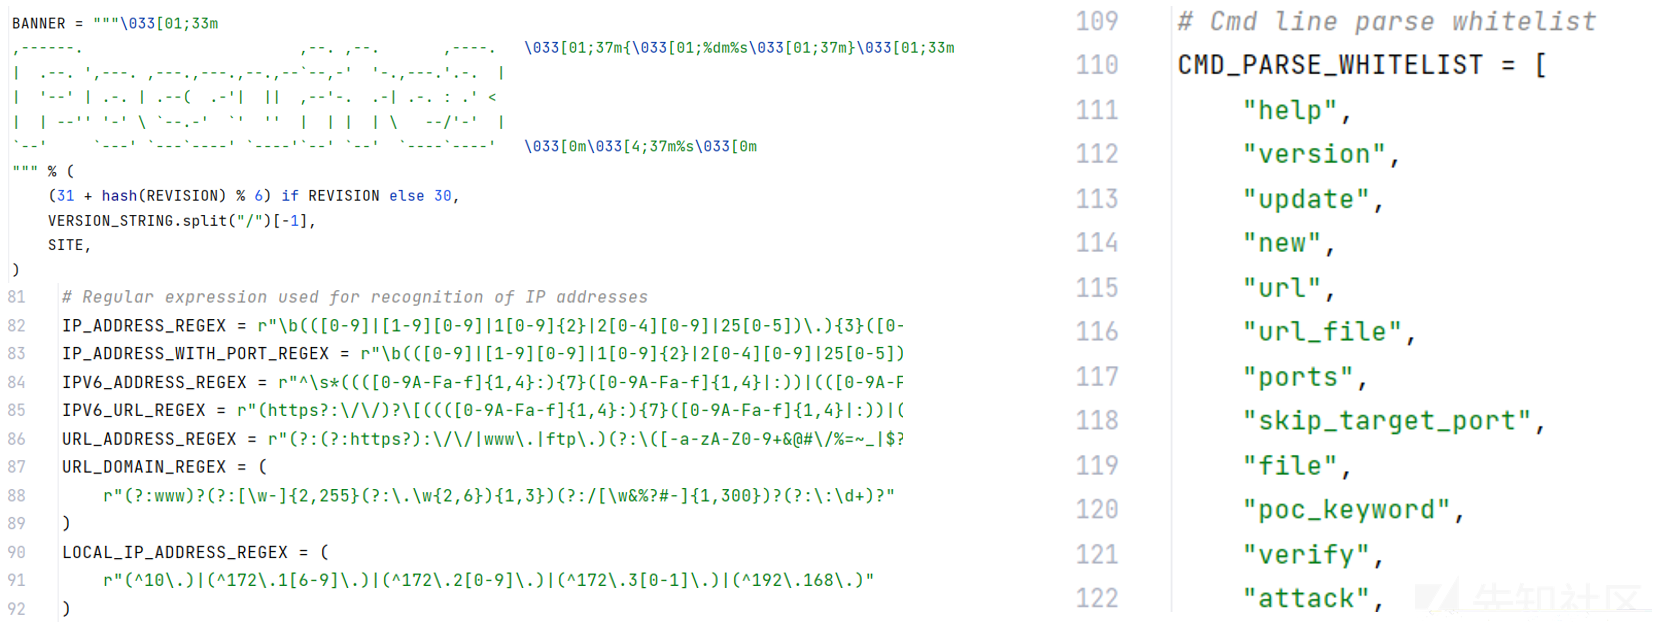 BANNER = """\033[01;33m
,------.                          ,--. ,--.       ,----.   \033[01;37m{\033[01;%dm%s\033[01;37m}\033[01;33m
|  .--. ',---. ,---.,---.,--.,--`--,-'  '-.,---.'.-.  |
|  '--' | .-. | .--(  .-'|  ||  ,--'-.  .-| .-. : .' <
|  | --'' '-' \ `--.-'  `'  ''  |  | |  | \   --/'-'  |
`--'     `---' `---`----' `----'`--' `--'  `----`----'   \033[0m\033[4;37m%s\033[0m
""" % (
    (31 + hash(REVISION) % 6) if REVISION else 30,
    VERSION_STRING.split("/")[-1],
    SITE,
)
81    # Regular expression used for recognition of IP addresses
82    IP_ADDRESS_REGEX = r"\b(([0-9]|[1-9][0-9]|1[0-9]{2}|2[0-4][0-9]|25[0-5])\.){3}([0-
83    IP_ADDRESS_WITH_PORT_REGEX = r"\b(([0-9]|[1-9][0-9]|1[0-9]{2}|2[0-4][0-9]|25[0-5])
84    IPV6_ADDRESS_REGEX = r"^\s*((([0-9A-Fa-f]{1,4}:){7}([0-9A-Fa-f]{1,4}|:))|(([0-9A-F
85    IPV6_URL_REGEX = r"(https?:\/\/)?\[((([0-9A-Fa-f]{1,4}:){7}([0-9A-Fa-f]{1,4}|:))|(
86    URL_ADDRESS_REGEX = r"(?:(?:https?):\/\/|www\.|ftp\.)(?:\([-a-zA-Z0-9+&@#\/%=~_|$?
87    URL_DOMAIN_REGEX = (
88        r"(?:www)?(?:[\w-]{2,255}(?:\.\w{2,6}){1,3})(?:/[\w&%?#-]{1,300})?(?:\:\d+)?"
89    )
90    LOCAL_IP_ADDRESS_REGEX = (
91        r"(^10\.)|(^172\.1[6-9]\.)|(^172\.2[0-9]\.)|(^172\.3[0-1]\.)|(^192\.168\.)"
92    )
109    # Cmd line parse whitelist
110    CMD_PARSE_WHITELIST = [
111        "help",
112        "version",
113        "update",
114        "new",
115        "url",
116        "url_file",
117        "ports",
118        "skip_target_port",
119        "file",
120        "poc_keyword",
121        "verify",
122        "attack",
先知社区